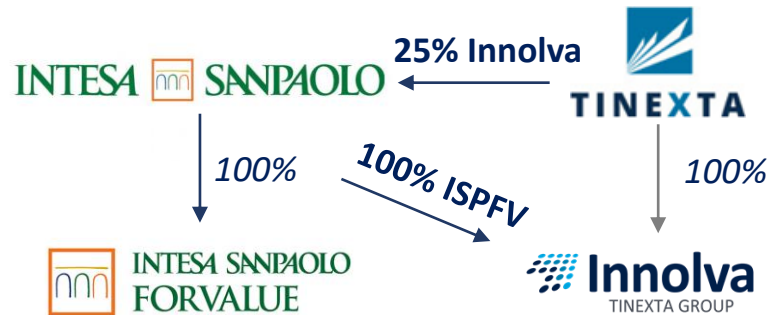 25% Innolva
INTESA SANPAOLO
TINEXTA
100%
100% ISPFV
100%
INTESA SANPAOLO
FORVALUE
Innolva
TINEXTA GROUP